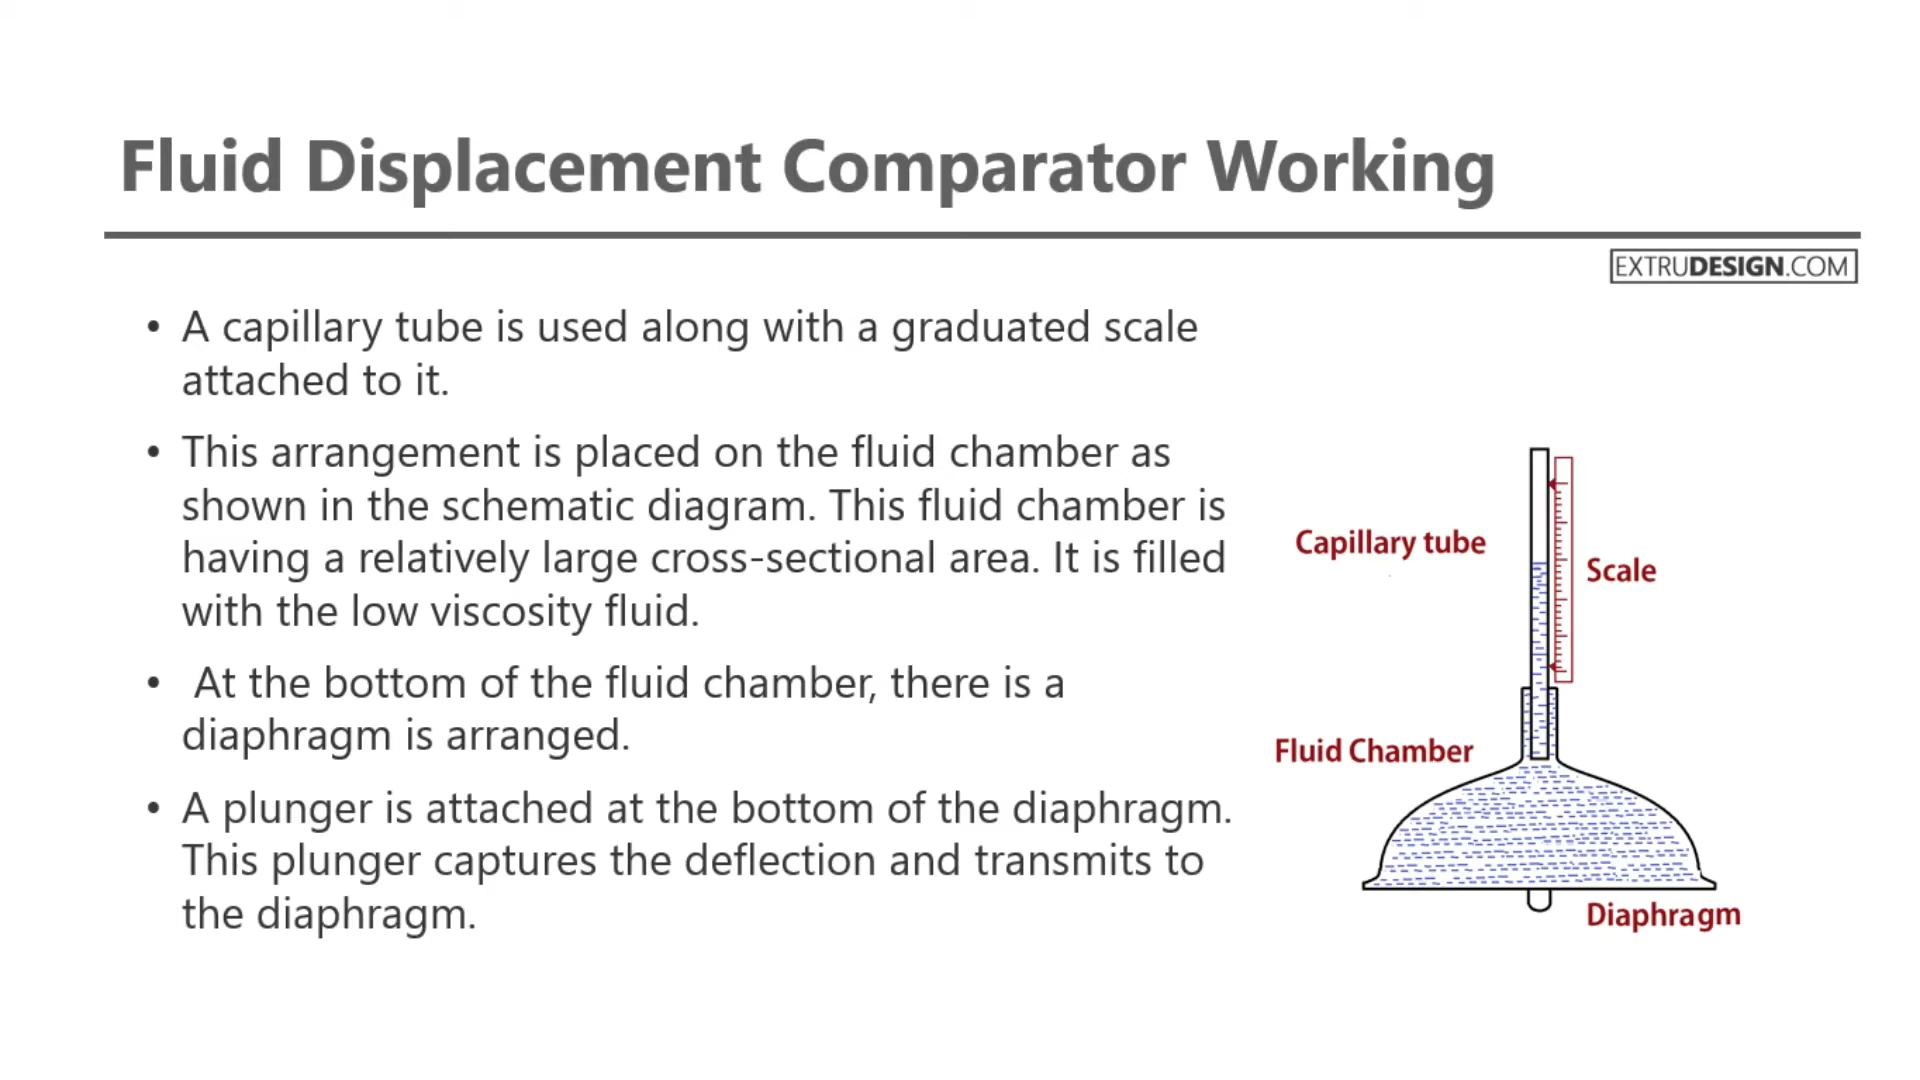 Fluid Displacement Comparator Working
EXTRUDESIGN.COM
• A capillary tube is used along with a graduated scale
attached to it.
• This arrangement is placed on the fluid chamber as
shown in the schematic diagram. This fluid chamber is
having a relatively large cross-sectional area. It is filled
with the low viscosity fluid.
• At the bottom of the fluid chamber, there is a
diaphragm is arranged.
• A plunger is attached at the bottom of the diaphragm.
This plunger captures the deflection and transmits to
the diaphragm.
Capillary tube
Scale
Fluid Chamber
Diaphragm